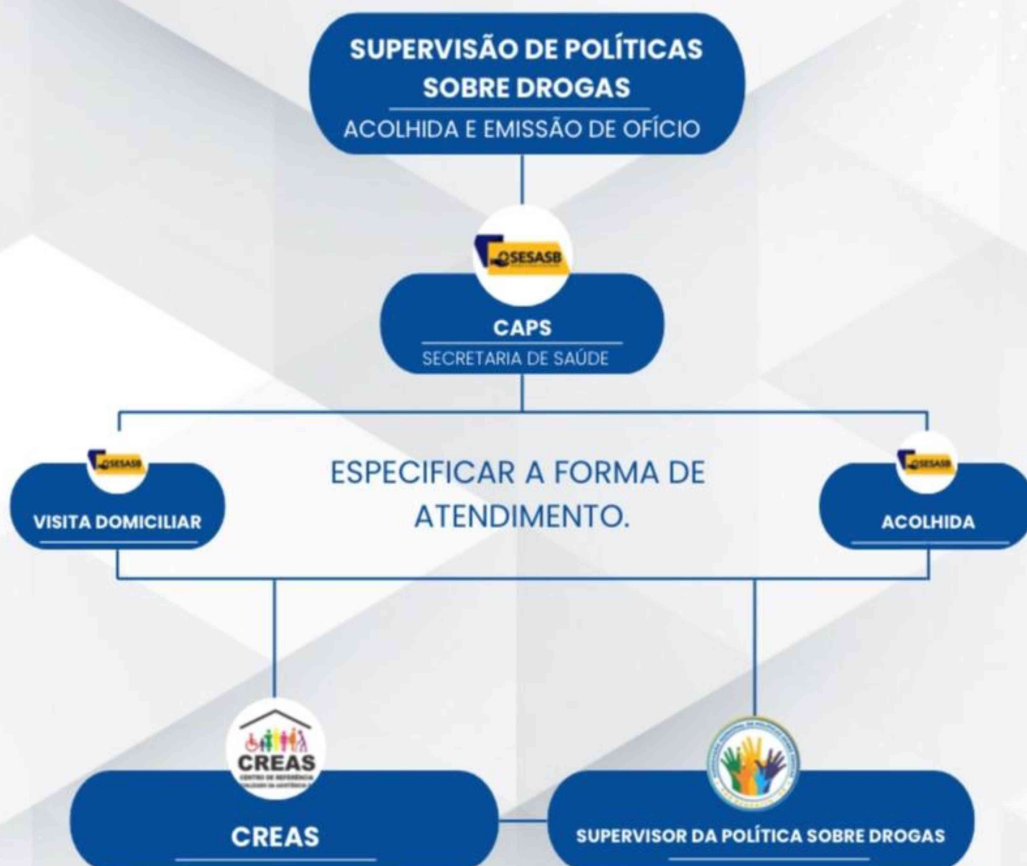 SUPERVISÃO DE POLÍTICAS
SOBRE DROGAS
ACOLHIDA E EMISSÃO DE OFÍCIO
SESASB
CAPS
SECRETARIA DE SAÚDE
SESASB
VISITA DOMICILIAR
ESPECIFICAR A FORMA DE
ATENDIMENTO.
SESASB
ACOLHIDA
CREAS
CENTRO DE REFERÊNCIA
CREAS
SUPERVISOR DA POLÍTICA SOBRE DROGAS